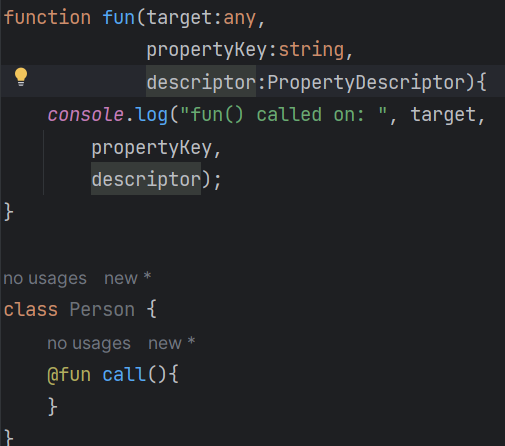 function fun(target:any,
propertyKey:string,
descriptor:PropertyDescriptor){
console.log("fun() called on: ", target,
propertyKey,
descriptor);
}
no usages new *
class Person {
no usages new *
@fun call(){
}
}